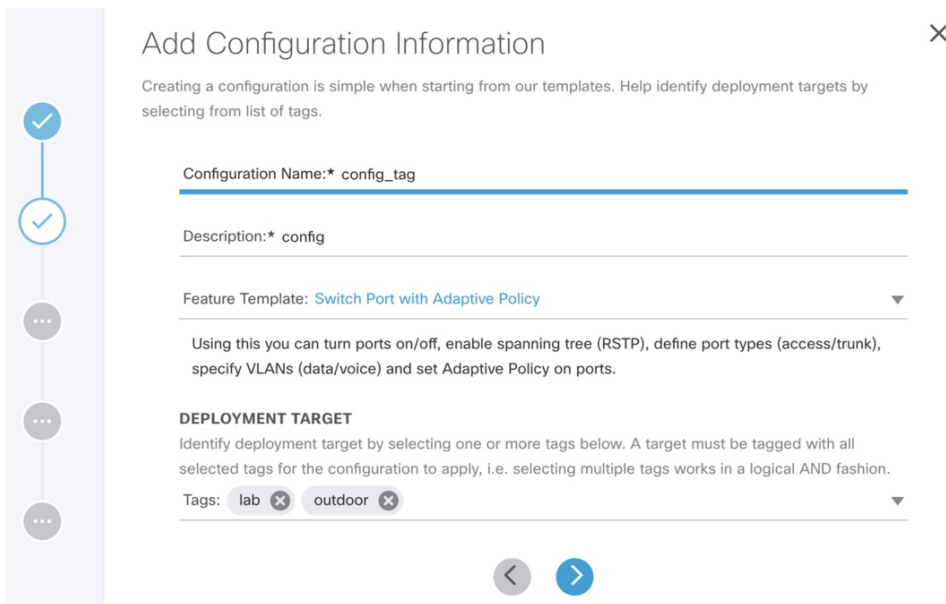 Add Configuration Information
Creating a configuration is simple when starting from our templates. Help identify deployment targets by
selecting from list of tags.
Configuration Name:* config_tag
Description:* config
Feature Template: Switch Port with Adaptive Policy
Using this you can turn ports on/off, enable spanning tree (RSTP), define port types (access/trunk),
specify VLANs (data/voice) and set Adaptive Policy on ports.
DEPLOYMENT TARGET
Identify deployment target by selecting one or more tags below. A target must be tagged with all
selected tags for the configuration to apply, i.e. selecting multiple tags works in a logical AND fashion.
Tags: lab outdoor